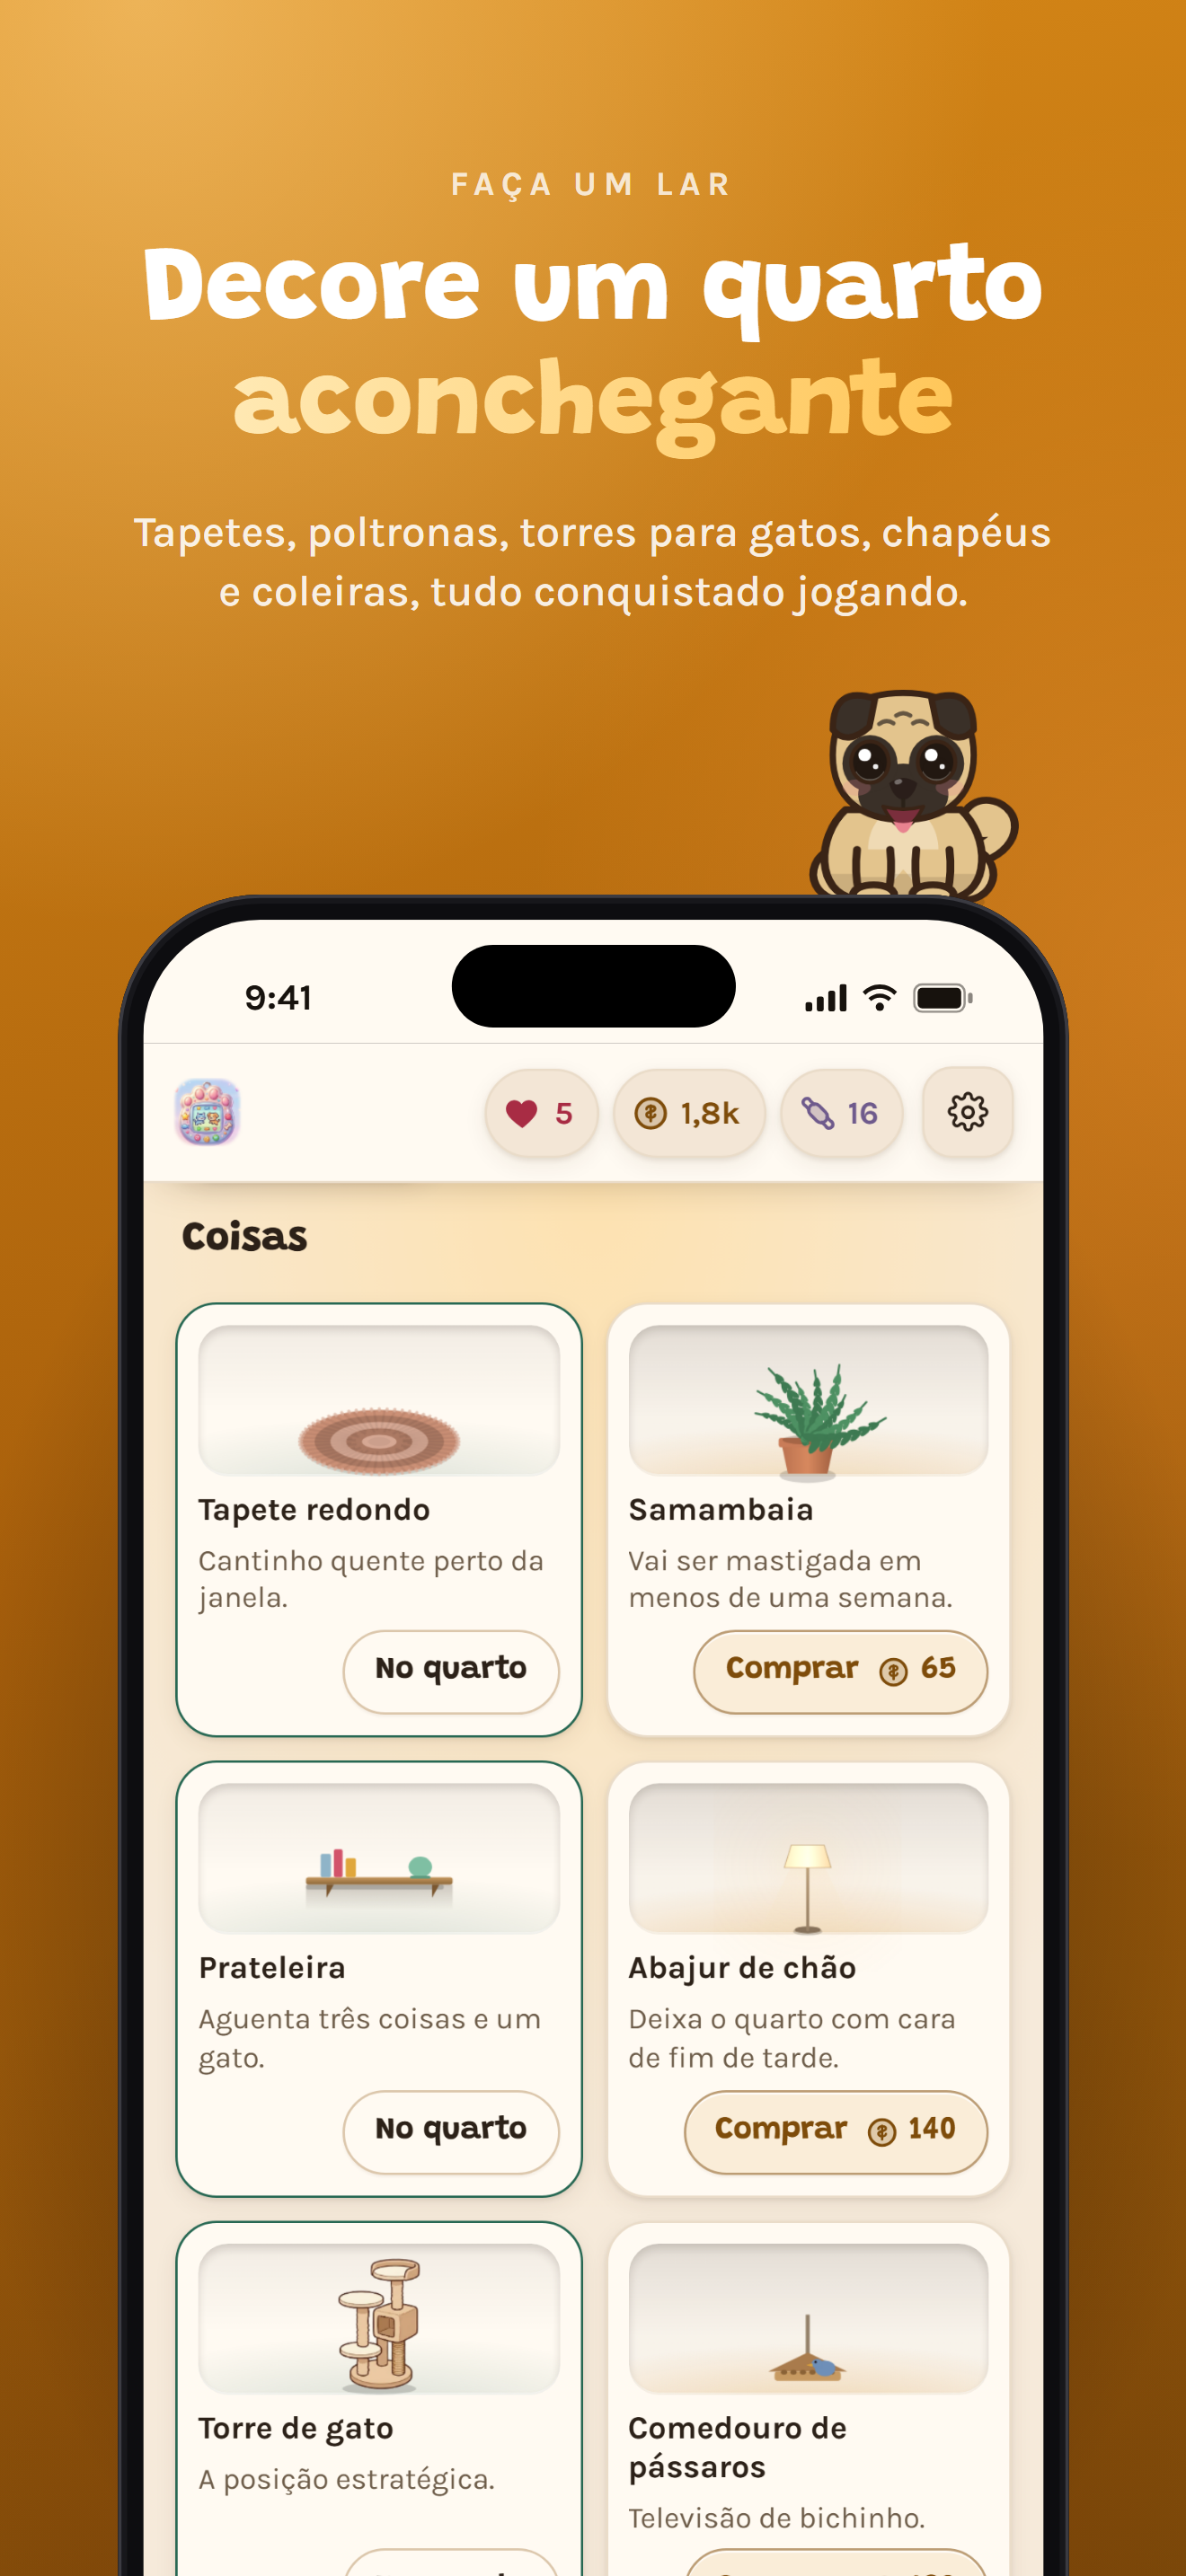 FAÇA UM LAR
Decore um quarto
aconchegante
Tapetes, poltronas, torres para gatos, chapéus
e coleiras, tudo conquistado jogando.
9:41
5
1,8k
16
Coisas
Tapete redondo
Cantinho quente perto da
janela.
No quarto
Samambaia
Vai ser mastigada em
menos de uma semana.
Comprar 65
Prateleira
Aguenta três coisas e um
gato.
No quarto
Abajur de chão
Deixa o quarto com cara
de fim de tarde.
Comprar 140
Torre de gato
A posição estratégica.
Comedouro de
pássaros
Televisão de bichinho.